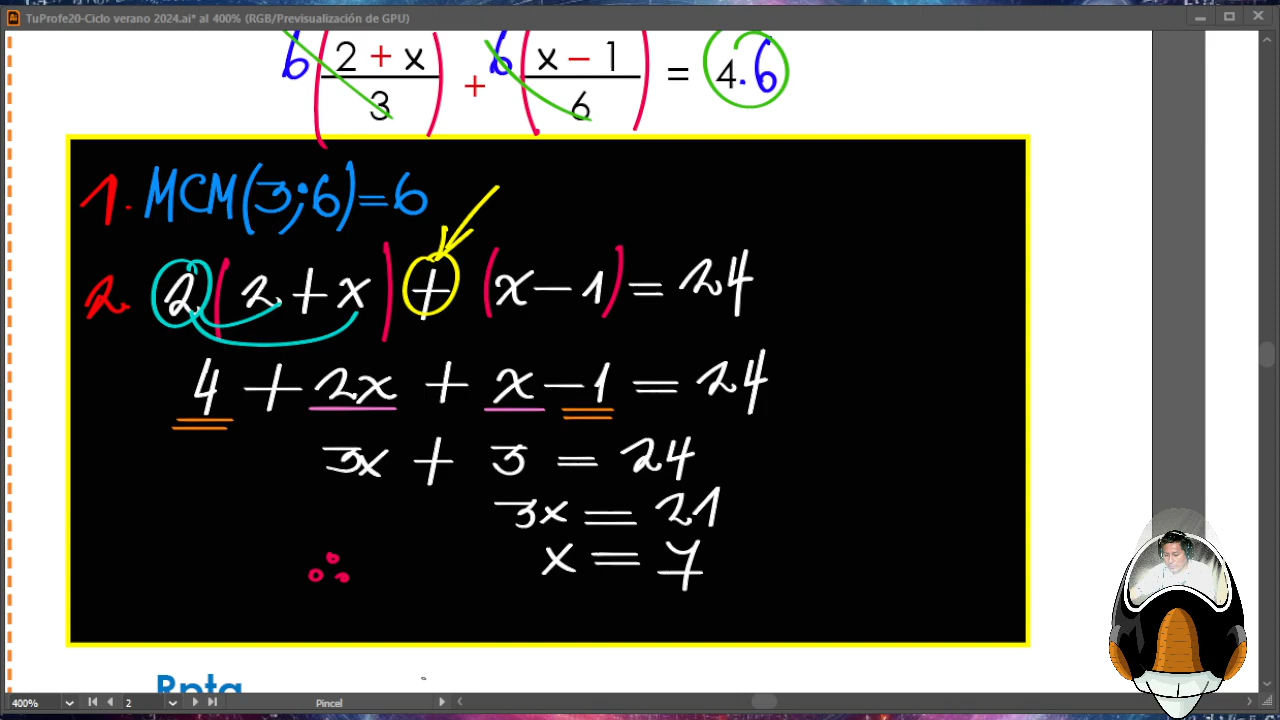 TuProfe20-Ciclo verano 2024.ai* al 400% (RGB/Previsualización de GPU)
6(2 + x / 3) + 6(x − 1 / 6) = 4.6
1. MCM(3;6)=6
2. 2(2+x) + (x−1) = 24
4 + 2x + x −1 = 24
3x + 3 = 24
3x = 21
∴ x = 7
Rpta
400% 2 Pincel